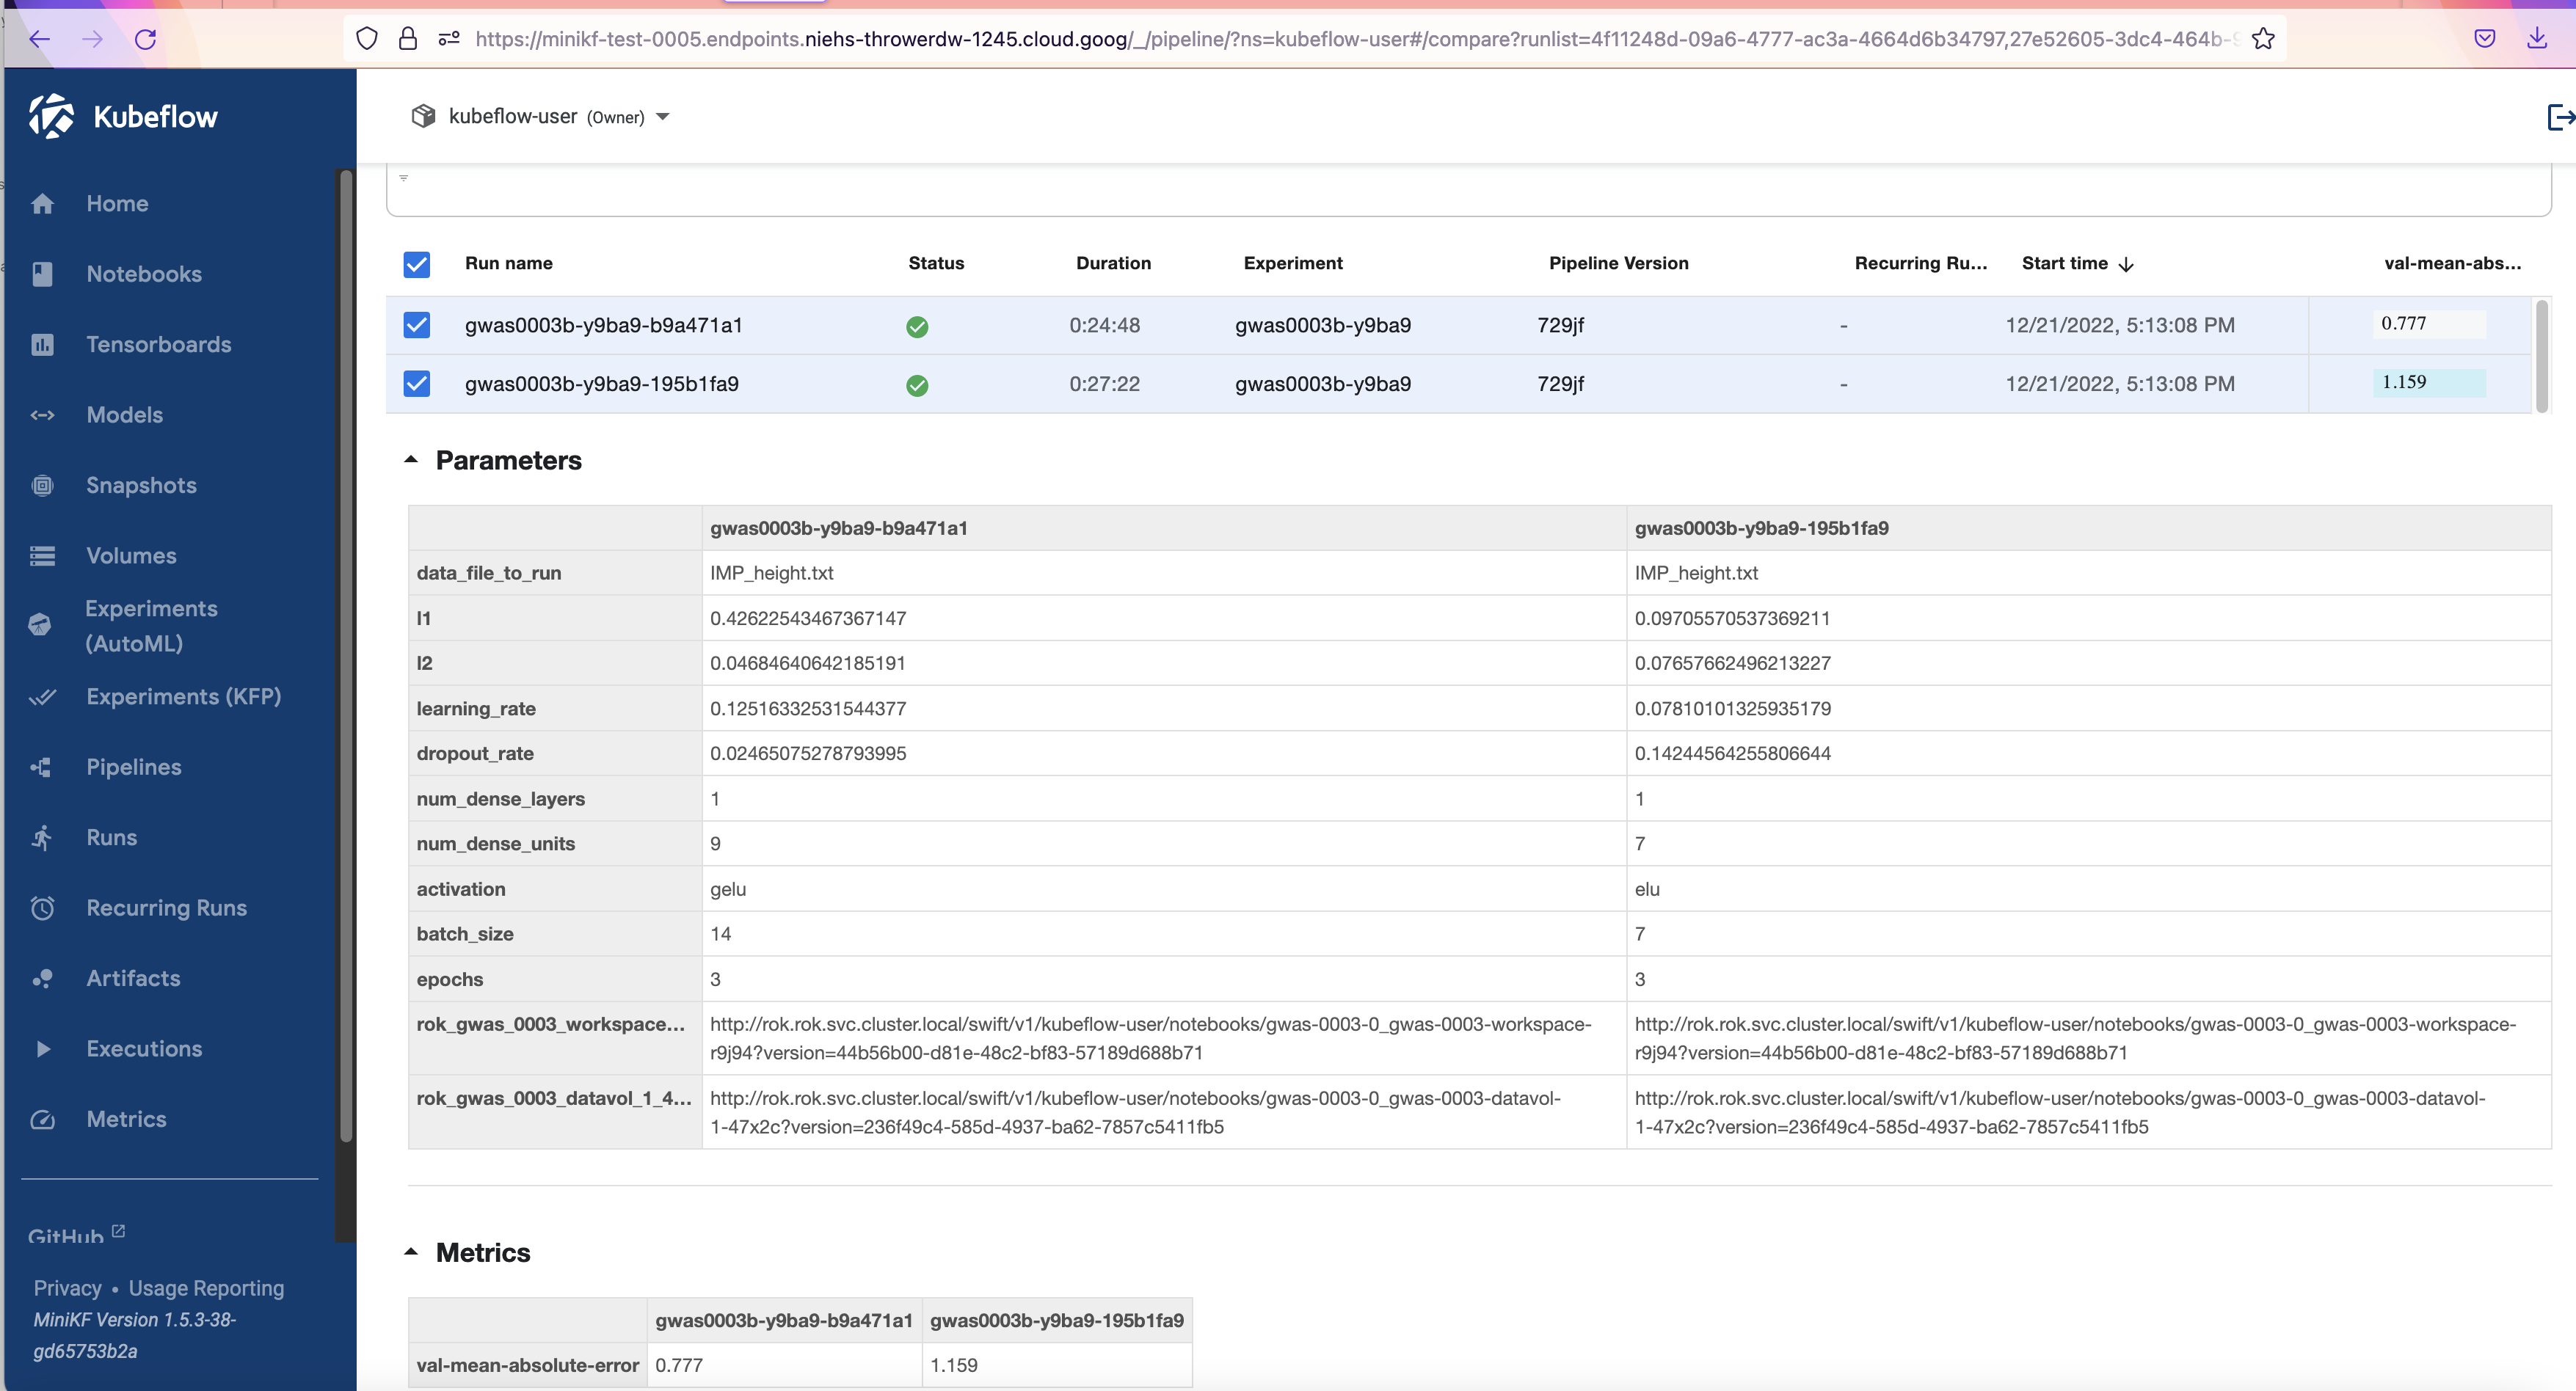 https://minikf-test-0005.endpoints.niehs-throwerdw-1245.cloud.goog/_/pipeline/?ns=kubeflow-user#/compare?runlist=4f11248d-09a6-4777-ac3a-4664d6b34797,27e52605-3dc4-464b-9
Kubeflow
kubeflow-user (Owner)
Home
Notebooks
Tensorboards
Models
Snapshots
Volumes
Experiments
(AutoML)
Experiments (KFP)
Pipelines
Runs
Recurring Runs
Artifacts
Executions
Metrics
GitHub
Privacy • Usage Reporting
MiniKF Version 1.5.3-38-
gd65753b2a
Run name Status Duration Experiment Pipeline Version Recurring Ru... Start time val-mean-abs...
gwas0003b-y9ba9-b9a471a1 0:24:48 gwas0003b-y9ba9 729jf - 12/21/2022, 5:13:08 PM 0.777
gwas0003b-y9ba9-195b1fa9 0:27:22 gwas0003b-y9ba9 729jf - 12/21/2022, 5:13:08 PM 1.159
Parameters
gwas0003b-y9ba9-b9a471a1 gwas0003b-y9ba9-195b1fa9
data_file_to_run IMP_height.txt IMP_height.txt
l1 0.42622543467367147 0.09705570537369211
l2 0.04684640642185191 0.07657662496213227
learning_rate 0.12516332531544377 0.07810101325935179
dropout_rate 0.02465075278793995 0.14244564255806644
num_dense_layers 1 1
num_dense_units 9 7
activation gelu elu
batch_size 14 7
epochs 3 3
rok_gwas_0003_workspace... http://rok.rok.svc.cluster.local/swift/v1/kubeflow-user/notebooks/gwas-0003-0_gwas-0003-workspace- http://rok.rok.svc.cluster.local/swift/v1/kubeflow-user/notebooks/gwas-0003-0_gwas-0003-workspace-
r9j94?version=44b56b00-d81e-48c2-bf83-57189d688b71 r9j94?version=44b56b00-d81e-48c2-bf83-57189d688b71
rok_gwas_0003_datavol_1_4... http://rok.rok.svc.cluster.local/swift/v1/kubeflow-user/notebooks/gwas-0003-0_gwas-0003-datavol- http://rok.rok.svc.cluster.local/swift/v1/kubeflow-user/notebooks/gwas-0003-0_gwas-0003-datavol-
1-47x2c?version=236f49c4-585d-4937-ba62-7857c5411fb5 1-47x2c?version=236f49c4-585d-4937-ba62-7857c5411fb5
Metrics
gwas0003b-y9ba9-b9a471a1 gwas0003b-y9ba9-195b1fa9
val-mean-absolute-error 0.777 1.159